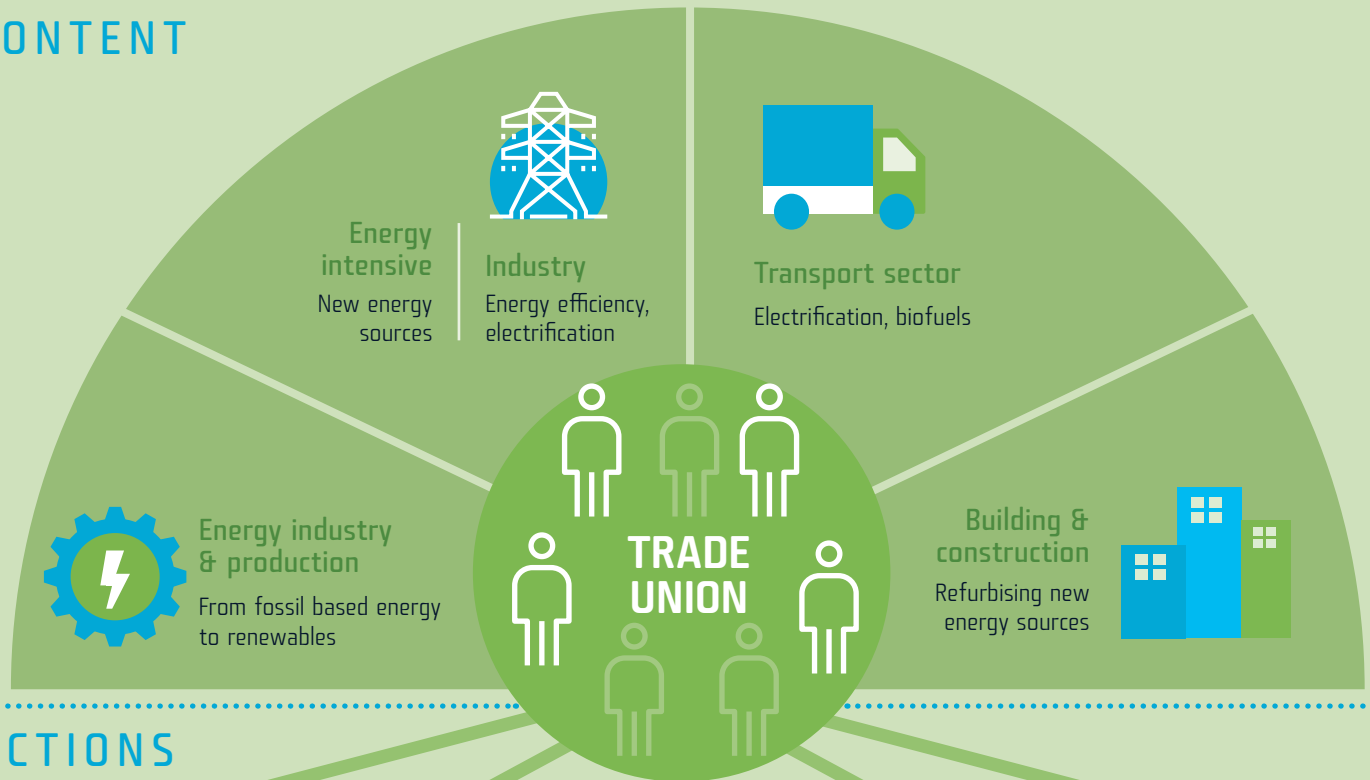 ONTENT
Energy
intensive
New energy
sources
Industry
Energy efficiency,
electrification
Transport sector
Electrification, biofuels
Energy industry
& production
From fossil based energy
to renewables
TRADE
UNION
Building &
construction
Refurbising new
energy sources
CTIONS